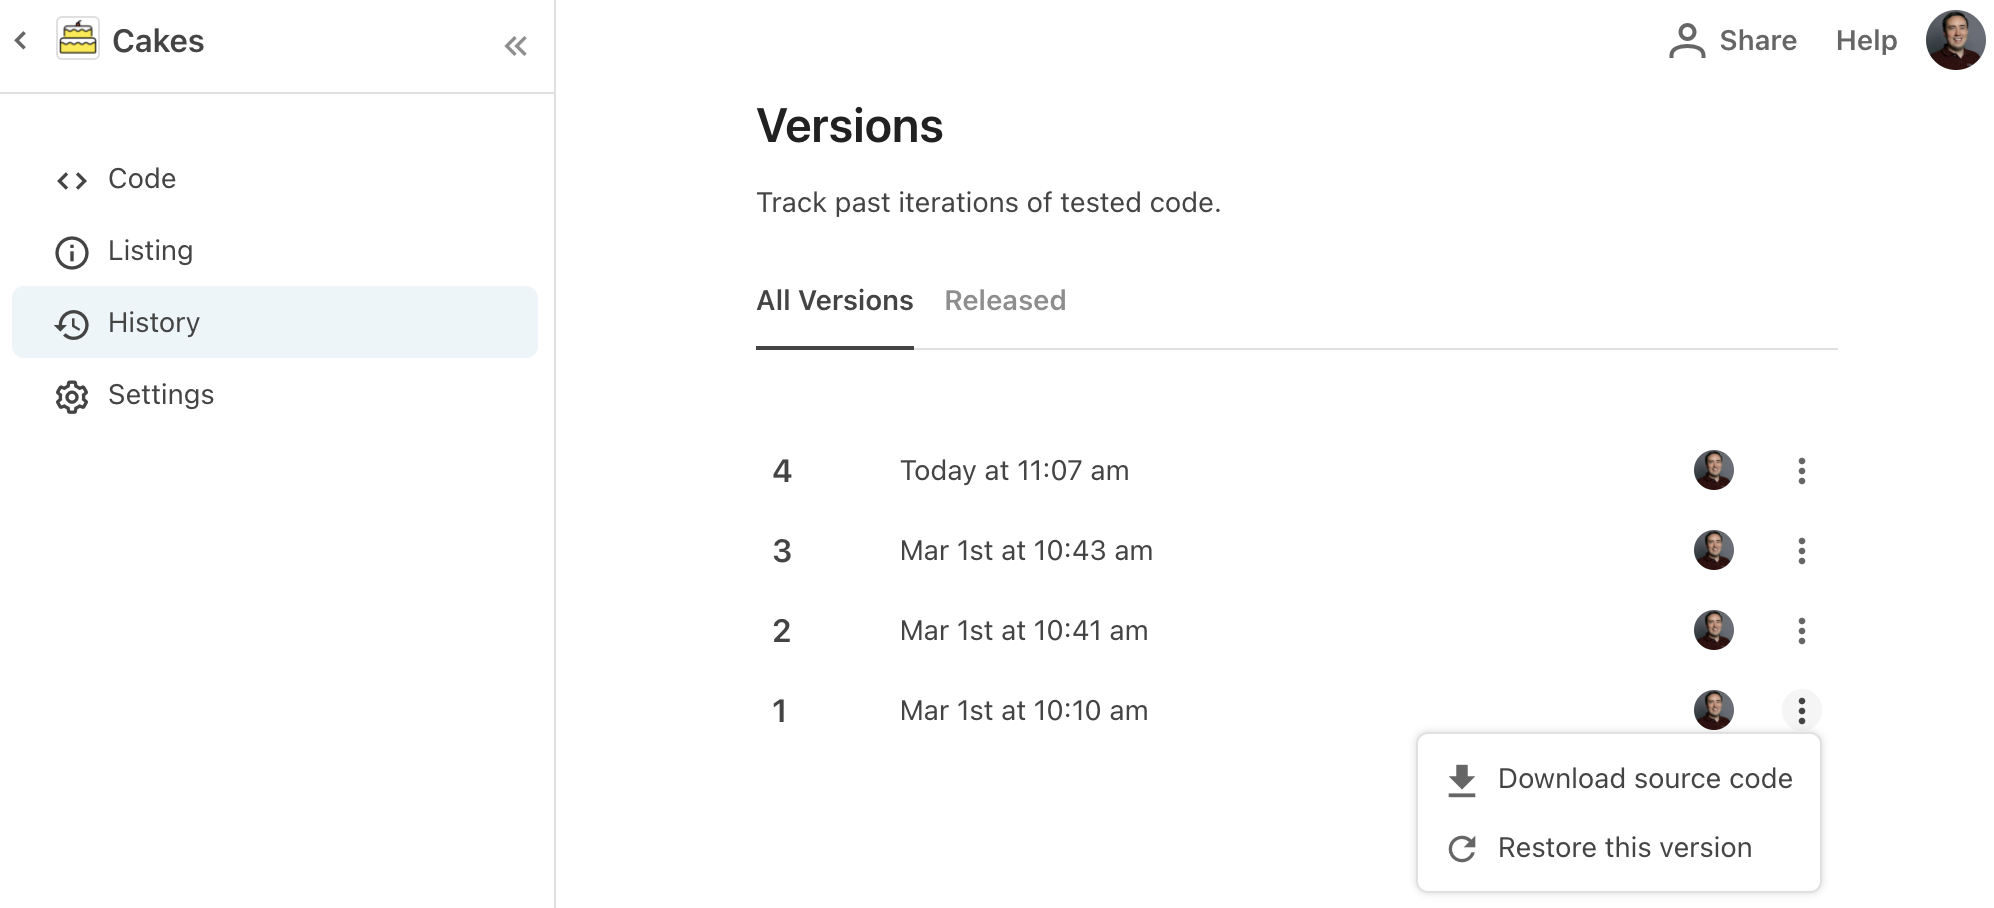 Cakes
Share
Help
Code
Listing
History
Settings
Versions
Track past iterations of tested code.
All Versions
Released
4 Today at 11:07 am
3 Mar 1st at 10:43 am
2 Mar 1st at 10:41 am
1 Mar 1st at 10:10 am
Download source code
Restore this version